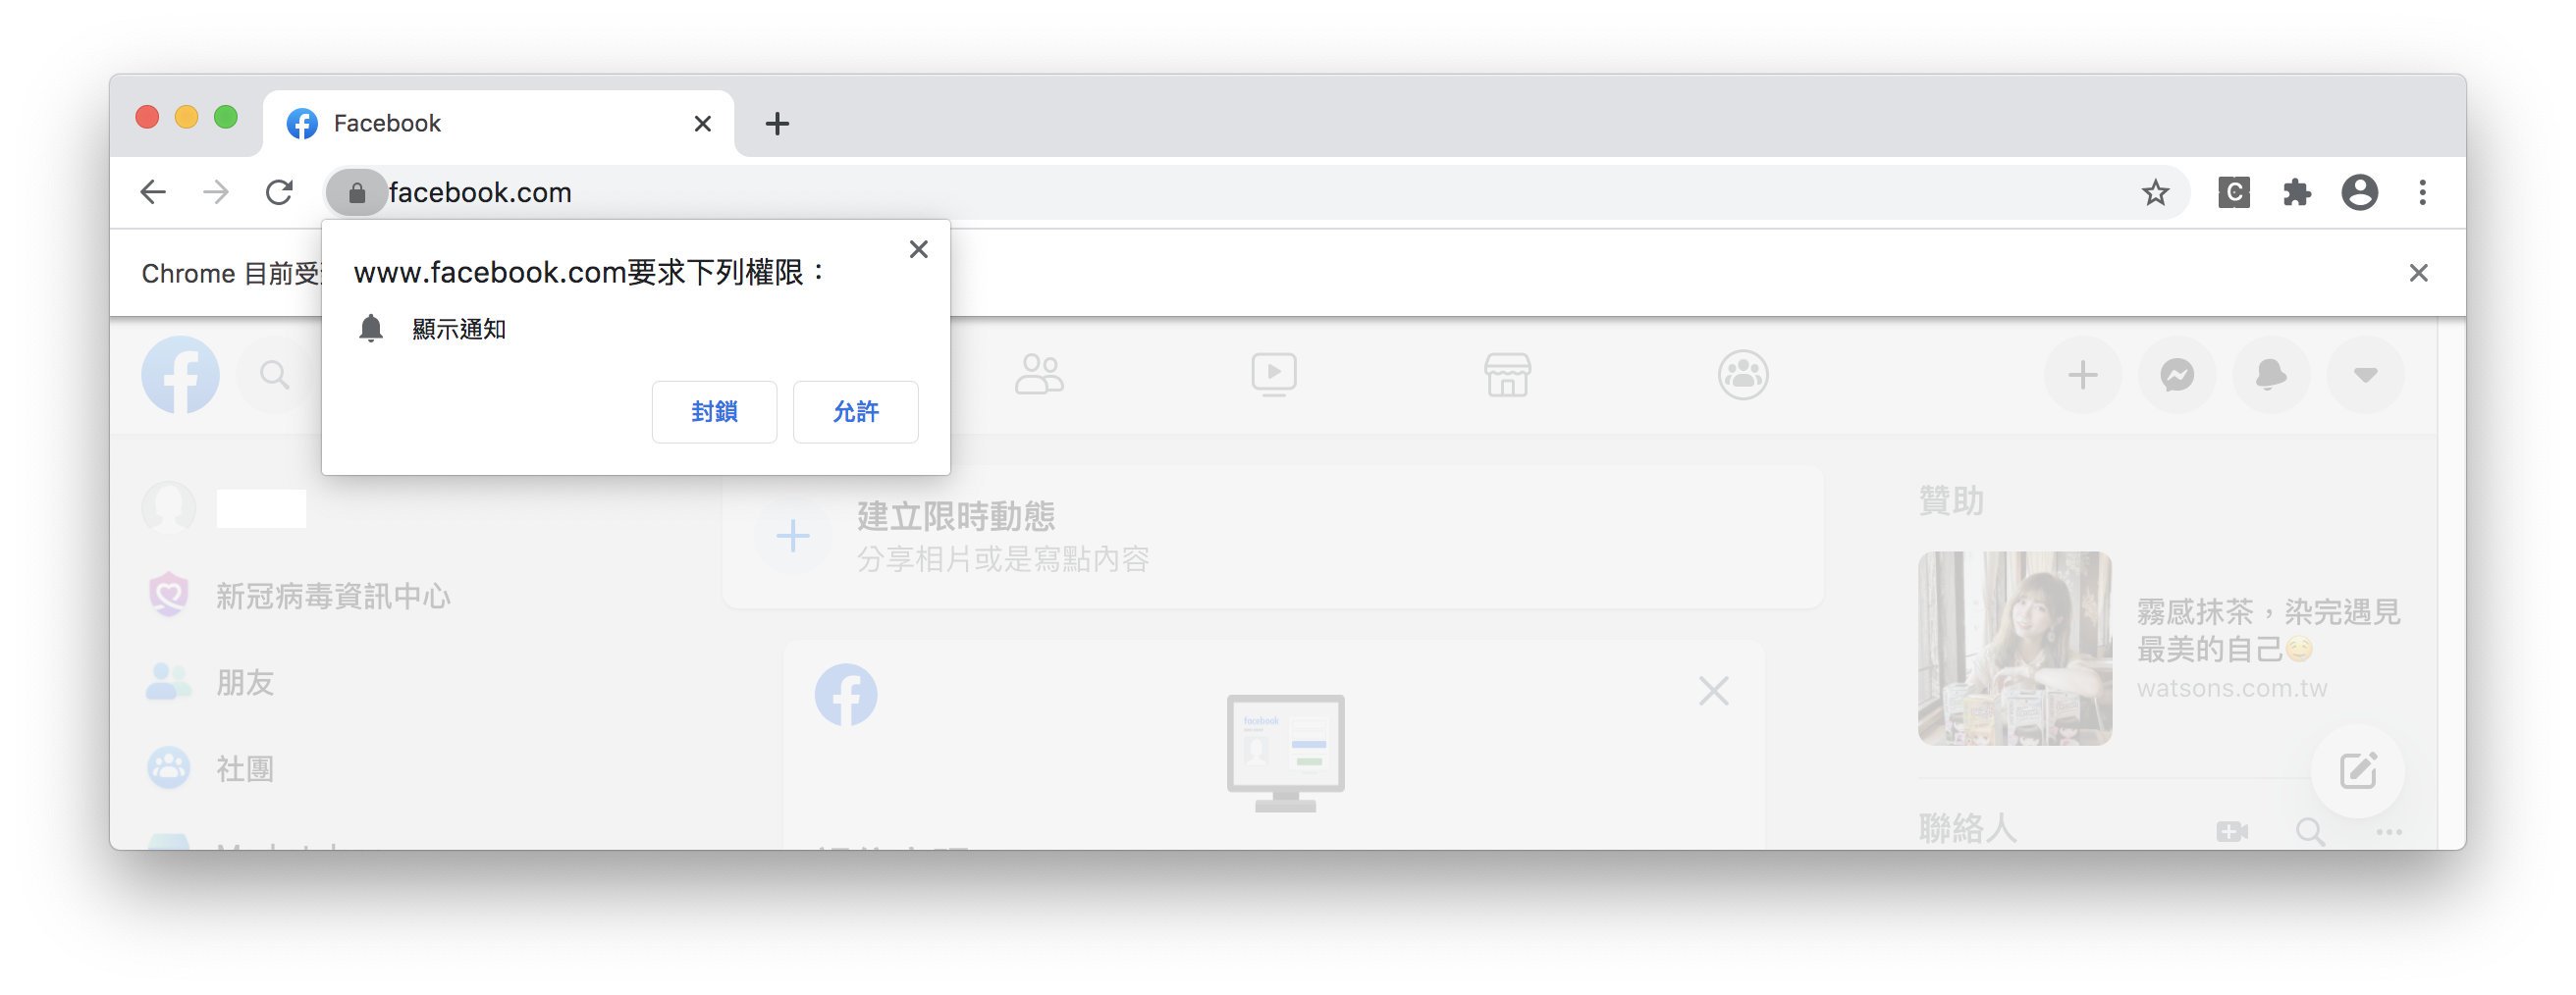 Facebook
facebook.com
Chrome 目前受
www.facebook.com要求下列權限：
顯示通知
封鎖
允許
建立限時動態
分享相片或是寫點內容
新冠病毒資訊中心
朋友
社團
facebook
贊助
霧感抹茶，染完遇見
最美的自己🤤
watsons.com.tw
聯絡人